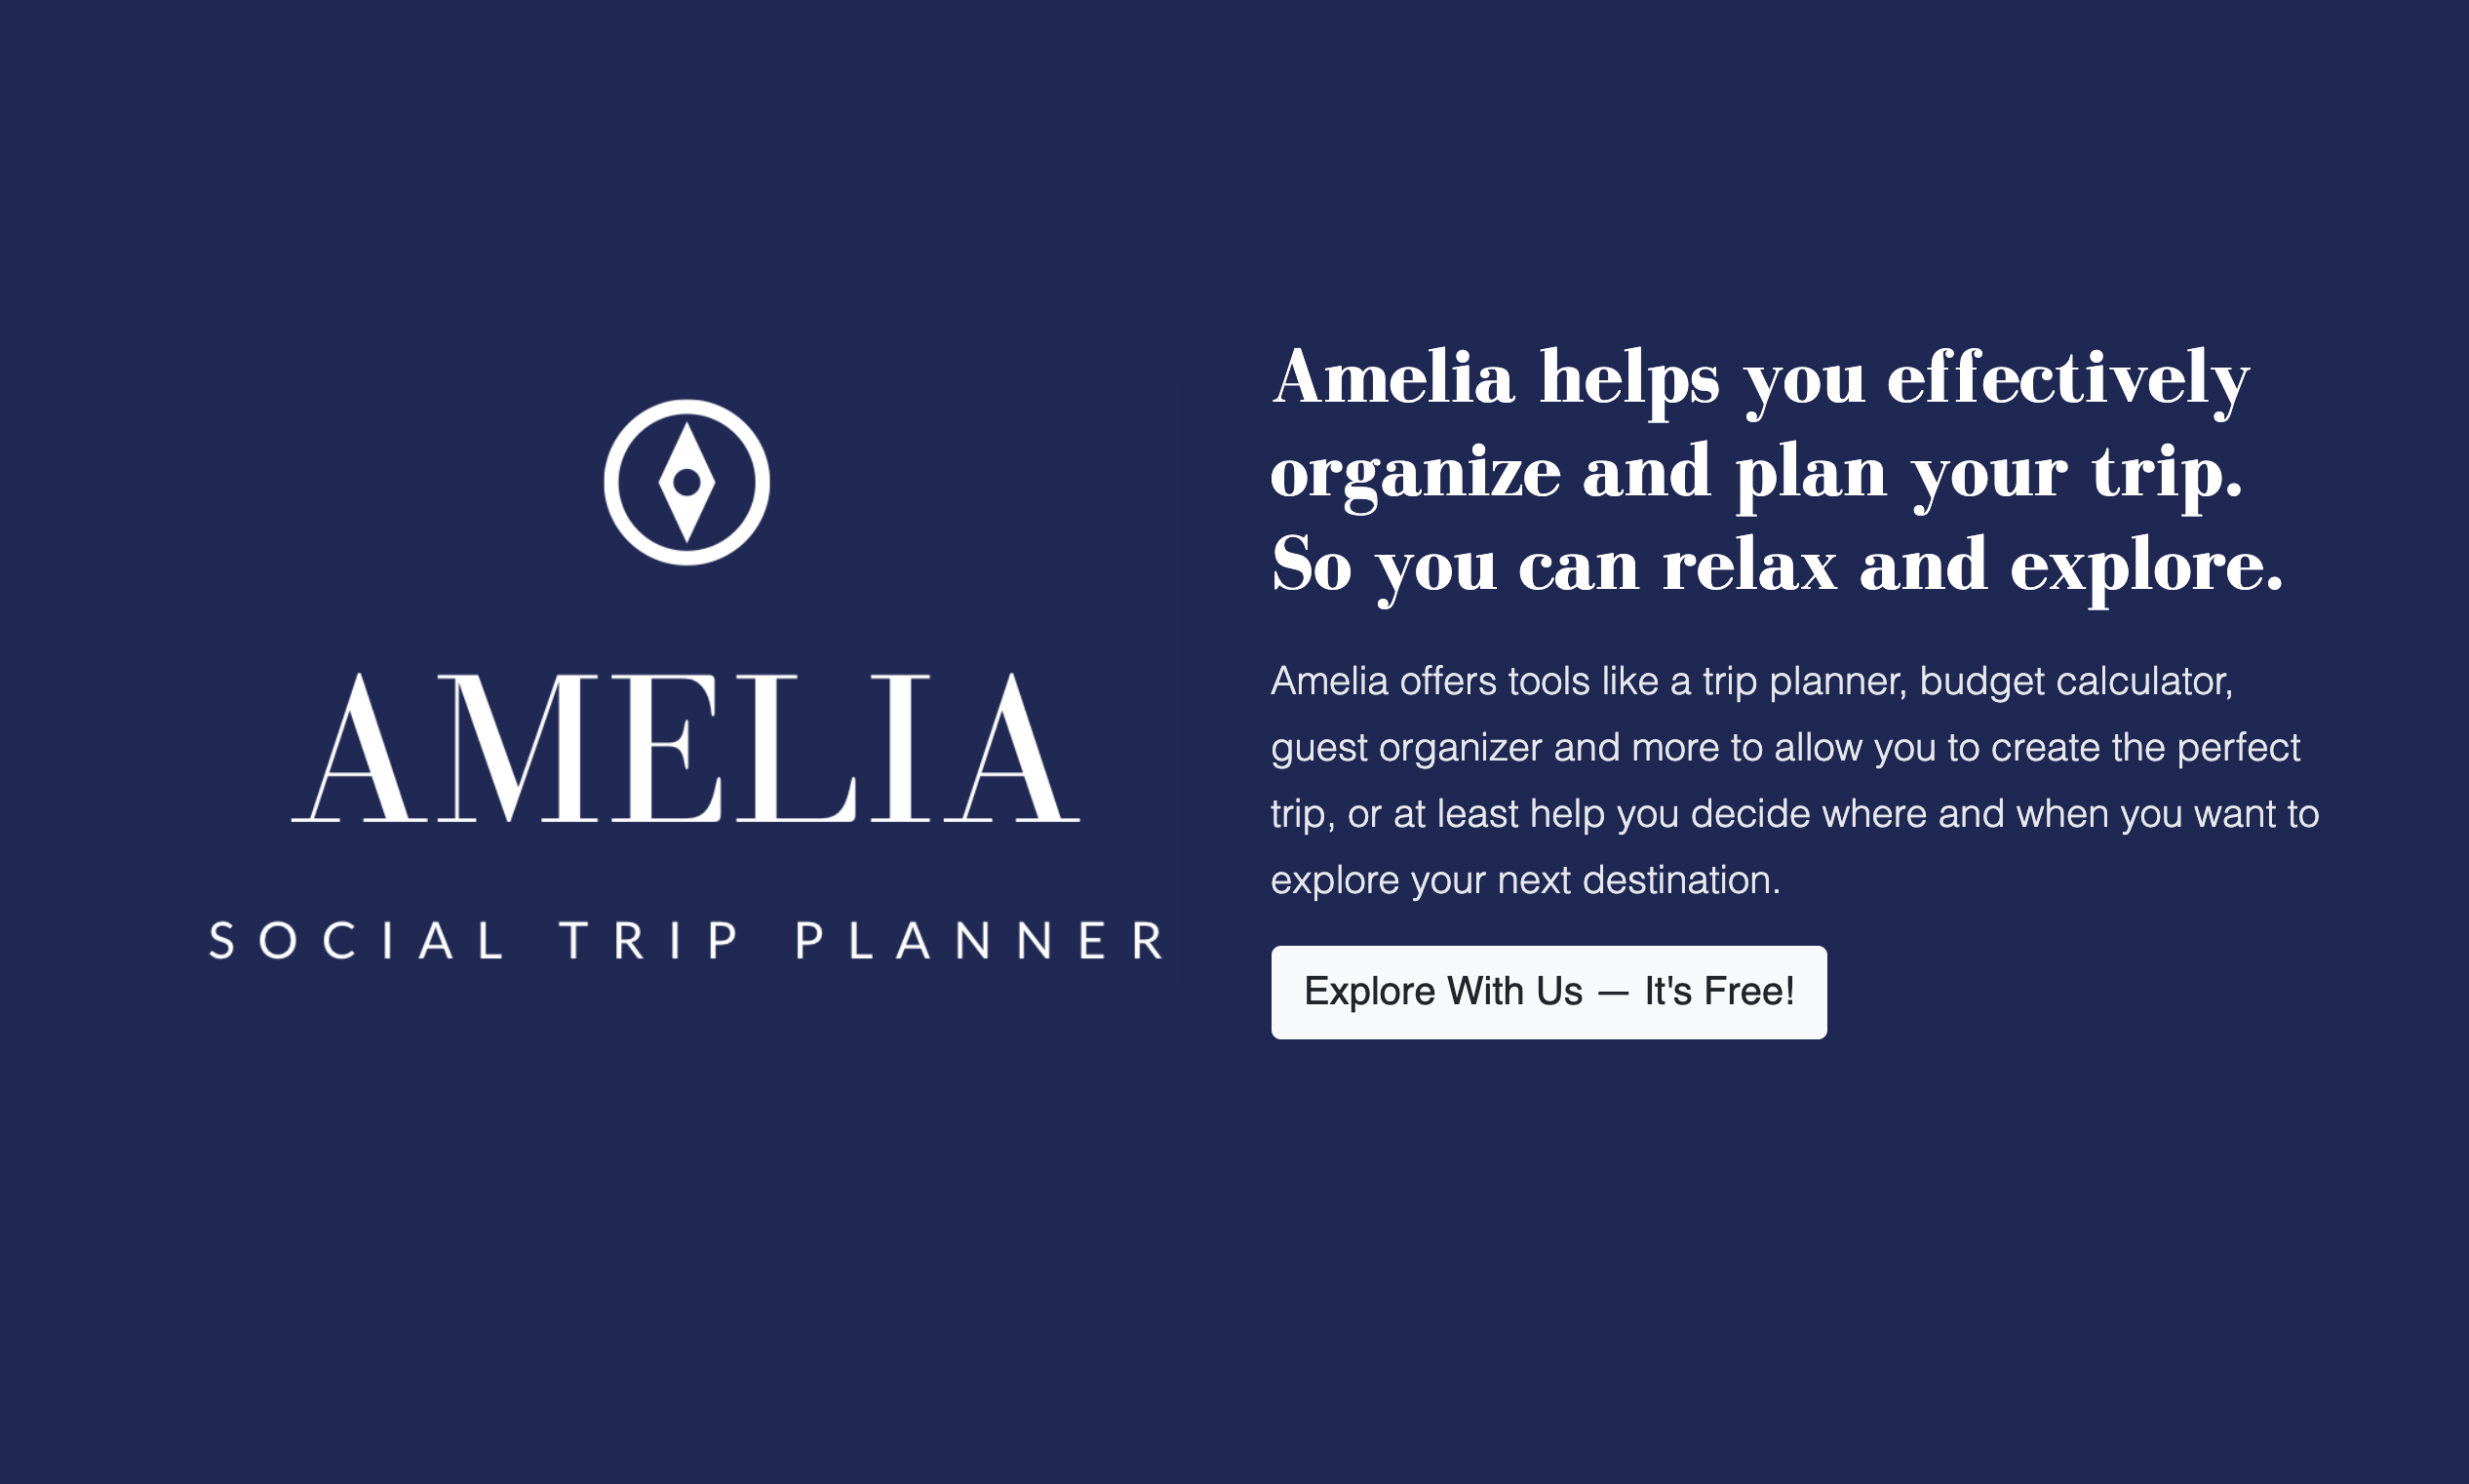 AMELIA
SOCIAL TRIP PLANNER
Amelia helps you effectively
organize and plan your trip.
So you can relax and explore.
Amelia offers tools like a trip planner, budget calculator,
guest organizer and more to allow you to create the perfect
trip, or at least help you decide where and when you want to
explore your next destination.
Explore With Us — It's Free!